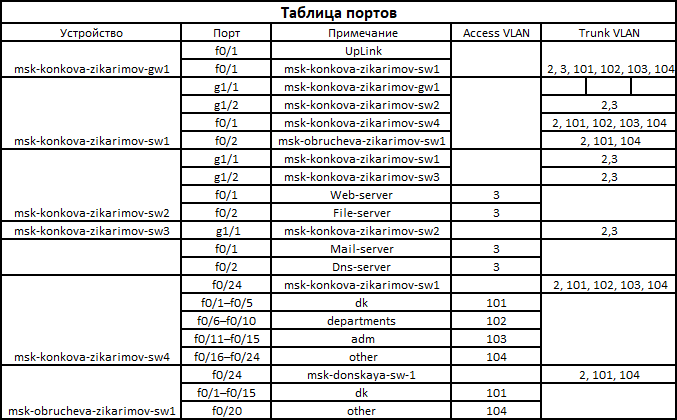 Таблица портов
Устройство Порт Примечание Access VLAN Trunk VLAN
f0/1 UpLink
msk-konkova-zikarimov-gw1 f0/1 msk-konkova-zikarimov-sw1 2, 3, 101, 102, 103, 104
g1/1 msk-konkova-zikarimov-gw1
g1/2 msk-konkova-zikarimov-sw2 2,3
f0/1 msk-konkova-zikarimov-sw4 2, 101, 102, 103, 104
msk-konkova-zikarimov-sw1 f0/2 msk-obrucheva-zikarimov-sw1 2, 101, 104
g1/1 msk-konkova-zikarimov-sw1 2,3
g1/2 msk-konkova-zikarimov-sw3 2,3
f0/1 Web-server 3
msk-konkova-zikarimov-sw2 f0/2 File-server 3
msk-konkova-zikarimov-sw3 g1/1 msk-konkova-zikarimov-sw2 2,3
f0/1 Mail-server 3
f0/2 Dns-server 3
f0/24 msk-konkova-zikarimov-sw1 2, 101, 102, 103, 104
f0/1–f0/5 dk 101
f0/6–f0/10 departments 102
f0/11–f0/15 adm 103
msk-konkova-zikarimov-sw4 f0/16–f0/24 other 104
f0/24 msk-donskaya-sw-1 2, 101, 104
f0/1–f0/15 dk 101
msk-obrucheva-zikarimov-sw1 f0/20 other 104